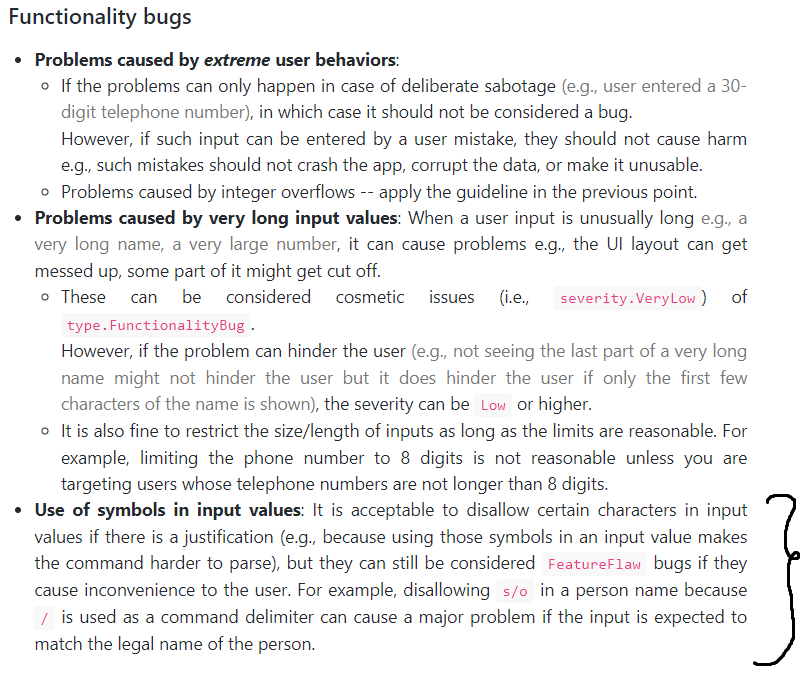 Functionality bugs
• Problems caused by extreme user behaviors:
◦ If the problems can only happen in case of deliberate sabotage (e.g., user entered a 30-
digit telephone number), in which case it should not be considered a bug.
However, if such input can be entered by a user mistake, they should not cause harm
e.g., such mistakes should not crash the app, corrupt the data, or make it unusable.
◦ Problems caused by integer overflows -- apply the guideline in the previous point.
• Problems caused by very long input values: When a user input is unusually long e.g., a
very long name, a very large number, it can cause problems e.g., the UI layout can get
messed up, some part of it might get cut off.
◦ These can be considered cosmetic issues (i.e., severity.VeryLow) of
type.FunctionalityBug.
However, if the problem can hinder the user (e.g., not seeing the last part of a very long
name might not hinder the user but it does hinder the user if only the first few
characters of the name is shown), the severity can be Low or higher.
◦ It is also fine to restrict the size/length of inputs as long as the limits are reasonable. For
example, limiting the phone number to 8 digits is not reasonable unless you are
targeting users whose telephone numbers are not longer than 8 digits.
• Use of symbols in input values: It is acceptable to disallow certain characters in input
values if there is a justification (e.g., because using those symbols in an input value makes
the command harder to parse), but they can still be considered FeatureFlaw bugs if they
cause inconvenience to the user. For example, disallowing s/o in a person name because
/ is used as a command delimiter can cause a major problem if the input is expected to
match the legal name of the person.